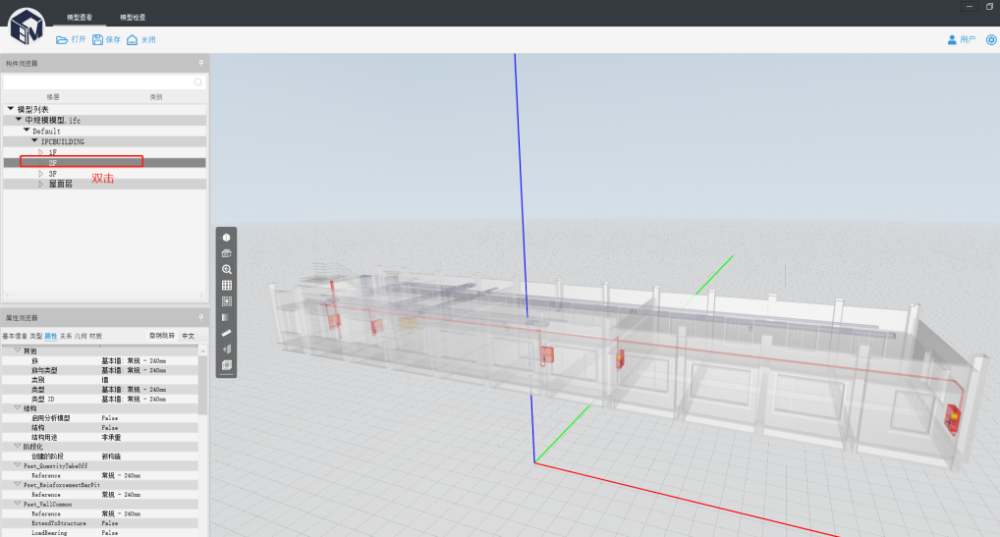 模型查看 模型检查
打开 保存 关闭 用户
构件浏览器
楼层 类别
模型列表
中规模模型.ifc
Default
IFCBUILDING
1F
2F
3F
双击
屋面层
属性浏览器
基本信息 类型 属性 关系 几何 材质 中文
其他
族 基本墙: 常规 - 240mm
族与类型 基本墙: 常规 - 240mm
类别 墙
类型 基本墙: 常规 - 240mm
类型 ID 基本墙: 常规 - 240mm
结构
启用分析模型 False
结构 False
结构用途 非承重
阶段化
创建的阶段 新构造
Pset_QuantityTakeOff
Reference 常规 - 240mm
Pset_ReinforcementBarPit
Reference 常规 - 240mm
Pset_WallCommon
Reference 常规 - 240mm
ExtendToStructure False
LoadBearing False